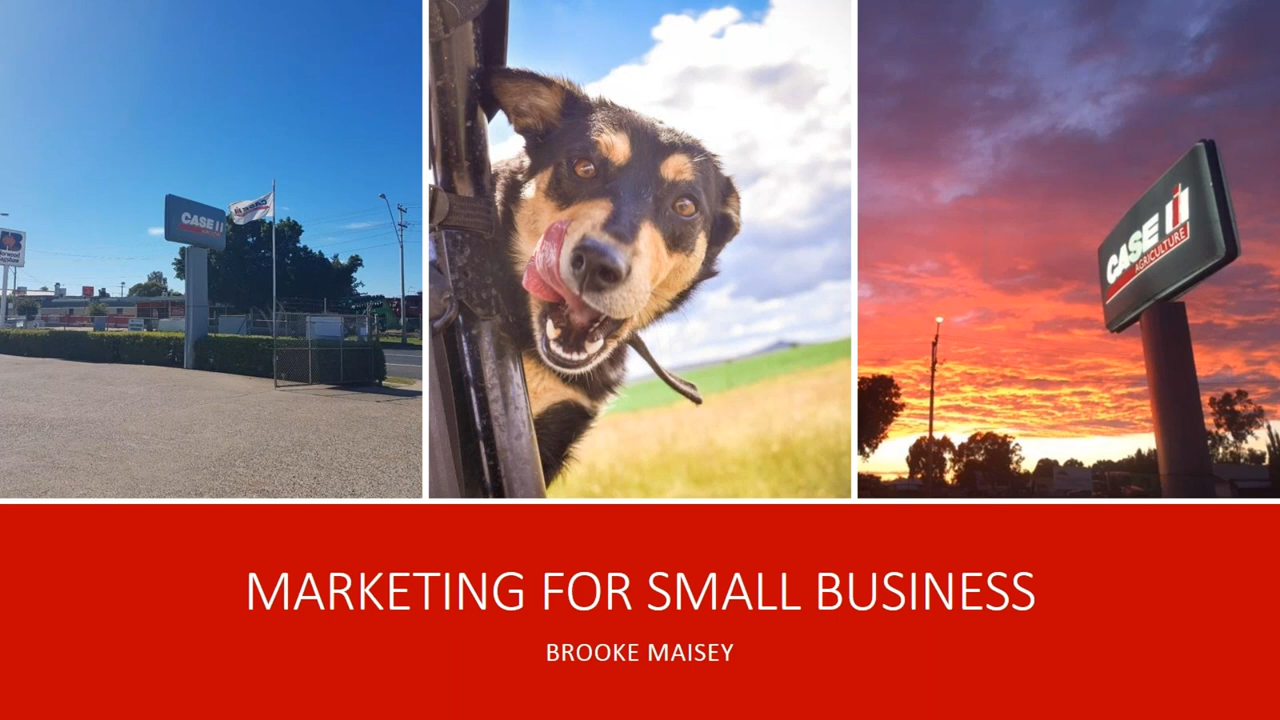 CASE IH
CASE IH
AGRICULTURE
MARKETING FOR SMALL BUSINESS
BROOKE MAISEY